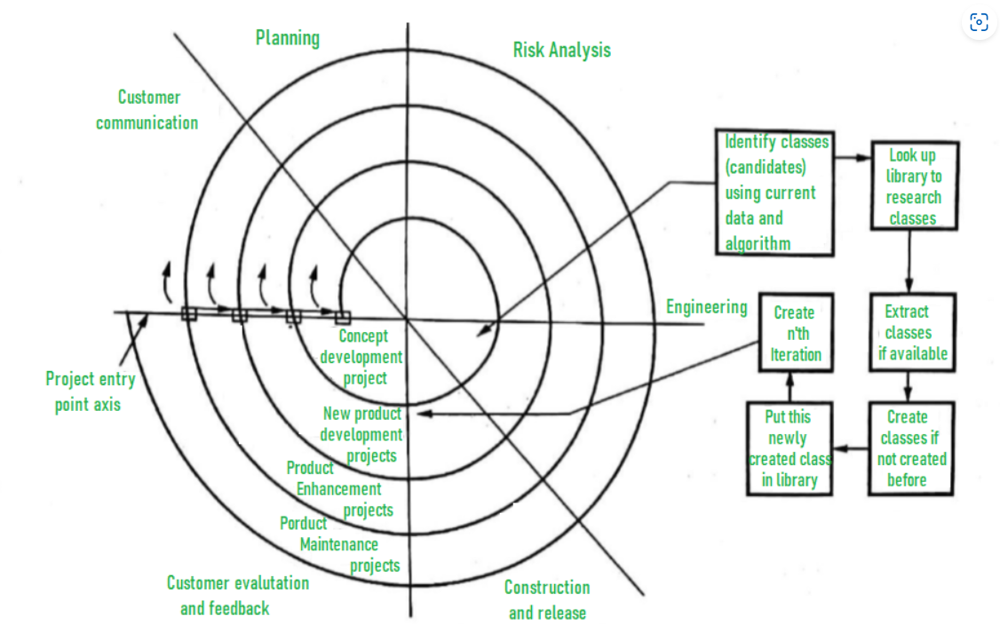 Planning
Risk Analysis
Customer
communication
Identify classes
(candidates)
using current
data and
algorithm
Look up
library to
research
classes
Engineering
Create
n'th
Iteration
Extract
classes
if available
Project entry
point axis
Concept
development
project
New product
development
projects
Product
Enhancement
projects
Porduct
Maintenance
projects
Put this
newly
created class
in library
Create
classes if
not created
before
Customer evalutation
and feedback
Construction
and release